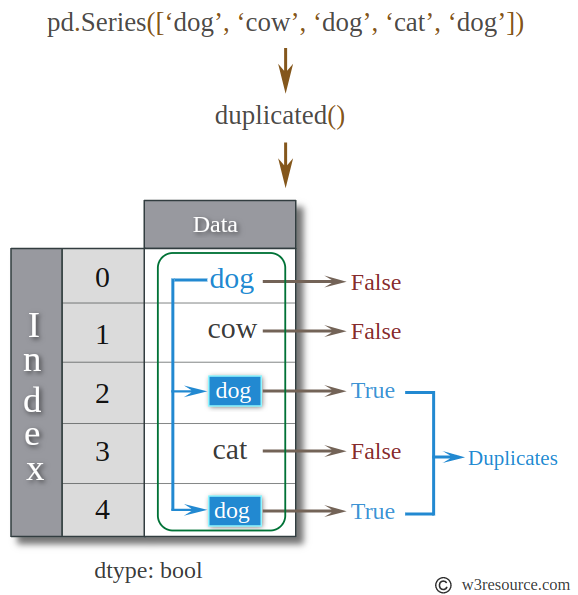 pd.Series([‘dog’, ‘cow’, ‘dog’, ‘cat’, ‘dog’])
duplicated()
Data
Index
0 dog False
1 cow False
2 dog True
3 cat False
4 dog True
Duplicates
dtype: bool
© w3resource.com